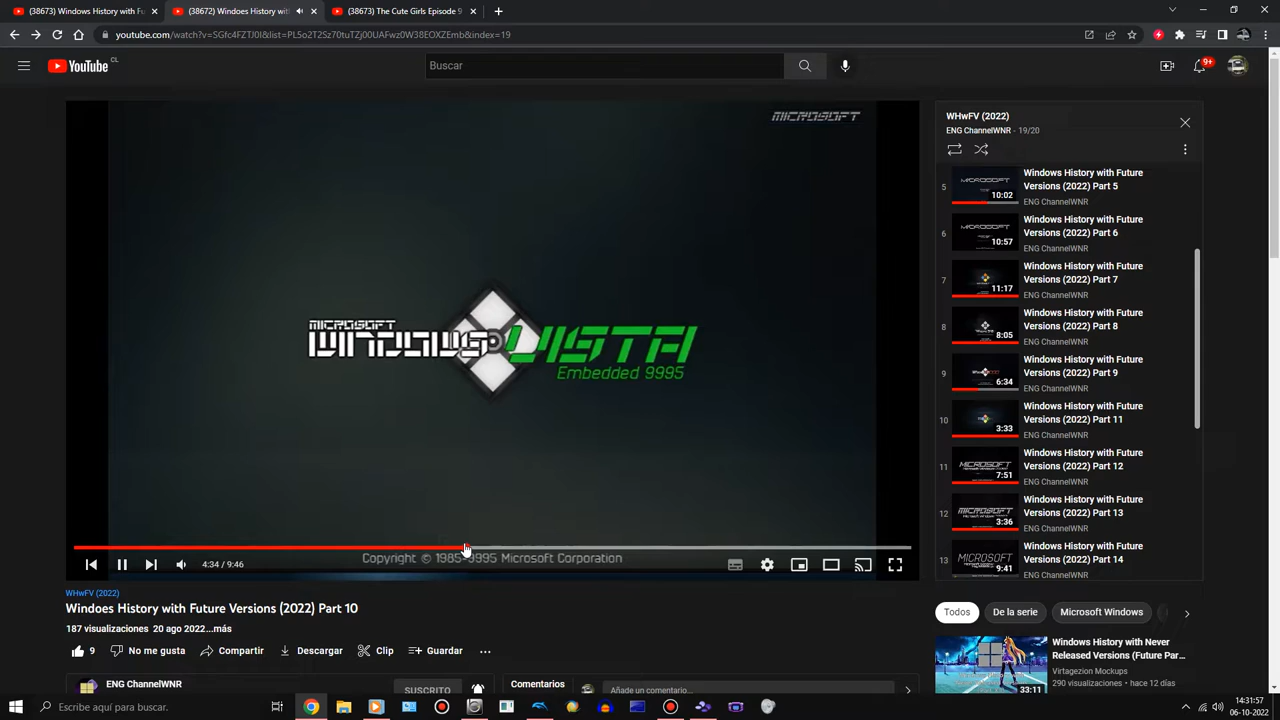 (38673) Windows History with Fu
(38672) Windoes History with
(38673) The Cute Girls Episode 9
youtube.com/watch?v=SGfc4FZTJ0I&list=PL5o2T2Sz70tuTZj00UAFwz0W38EOXZEmb&index=19
YouTube CL
Buscar
9+
MICROSOFT
MICROSOFT
WINDOWS VISTA
Embedded 9995
Copyright © 1985-9995 Microsoft Corporation
4:34 / 9:46
WHwFV (2022)
ENG ChannelWNR - 19/20
5
10:02
Windows History with Future
Versions (2022) Part 5
ENG ChannelWNR
6
MICROSOFT
10:57
Windows History with Future
Versions (2022) Part 6
ENG ChannelWNR
7
11:17
Windows History with Future
Versions (2022) Part 7
ENG ChannelWNR
8
8:05
Windows History with Future
Versions (2022) Part 8
ENG ChannelWNR
9
6:34
Windows History with Future
Versions (2022) Part 9
ENG ChannelWNR
10
3:33
Windows History with Future
Versions (2022) Part 11
ENG ChannelWNR
11
MICROSOFT
7:51
Windows History with Future
Versions (2022) Part 12
ENG ChannelWNR
12
MICROSOFT
3:36
Windows History with Future
Versions (2022) Part 13
ENG ChannelWNR
13
MICROSOFT
9:41
Windows History with Future
Versions (2022) Part 14
ENG ChannelWNR
WHwFV (2022)
Windoes History with Future Versions (2022) Part 10
187 visualizaciones 20 ago 2022...más
9
No me gusta
Compartir
Descargar
Clip
Guardar
ENG ChannelWNR
SUSCRITO
Comentarios
Añade un comentario...
Todos
De la serie
Microsoft Windows
Windows History with Never
Released Versions (Future Par...
Virtagezion Mockups
290 visualizaciones • hace 12 días
33:11
Escribe aquí para buscar.
14:31:57
06-10-2022